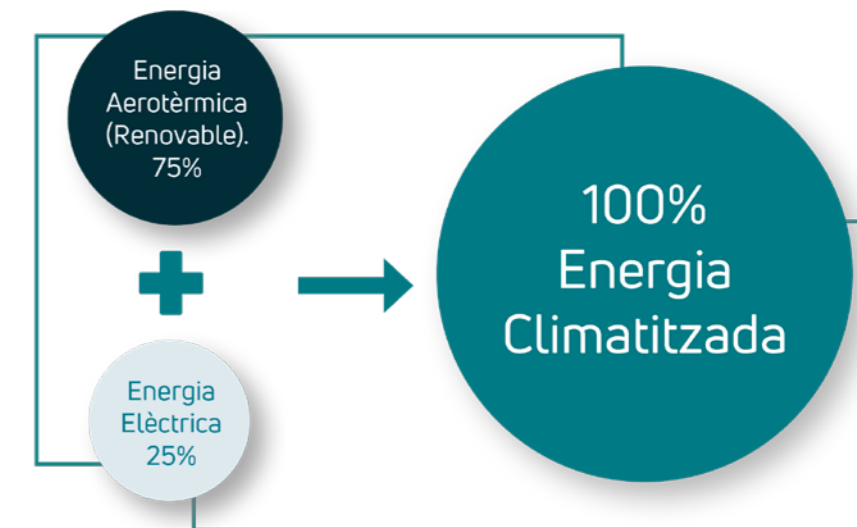 Energia
Aerotèrmica
(Renovable).
75%
Energia
Elèctrica
25%
100%
Energia
Climatitzada